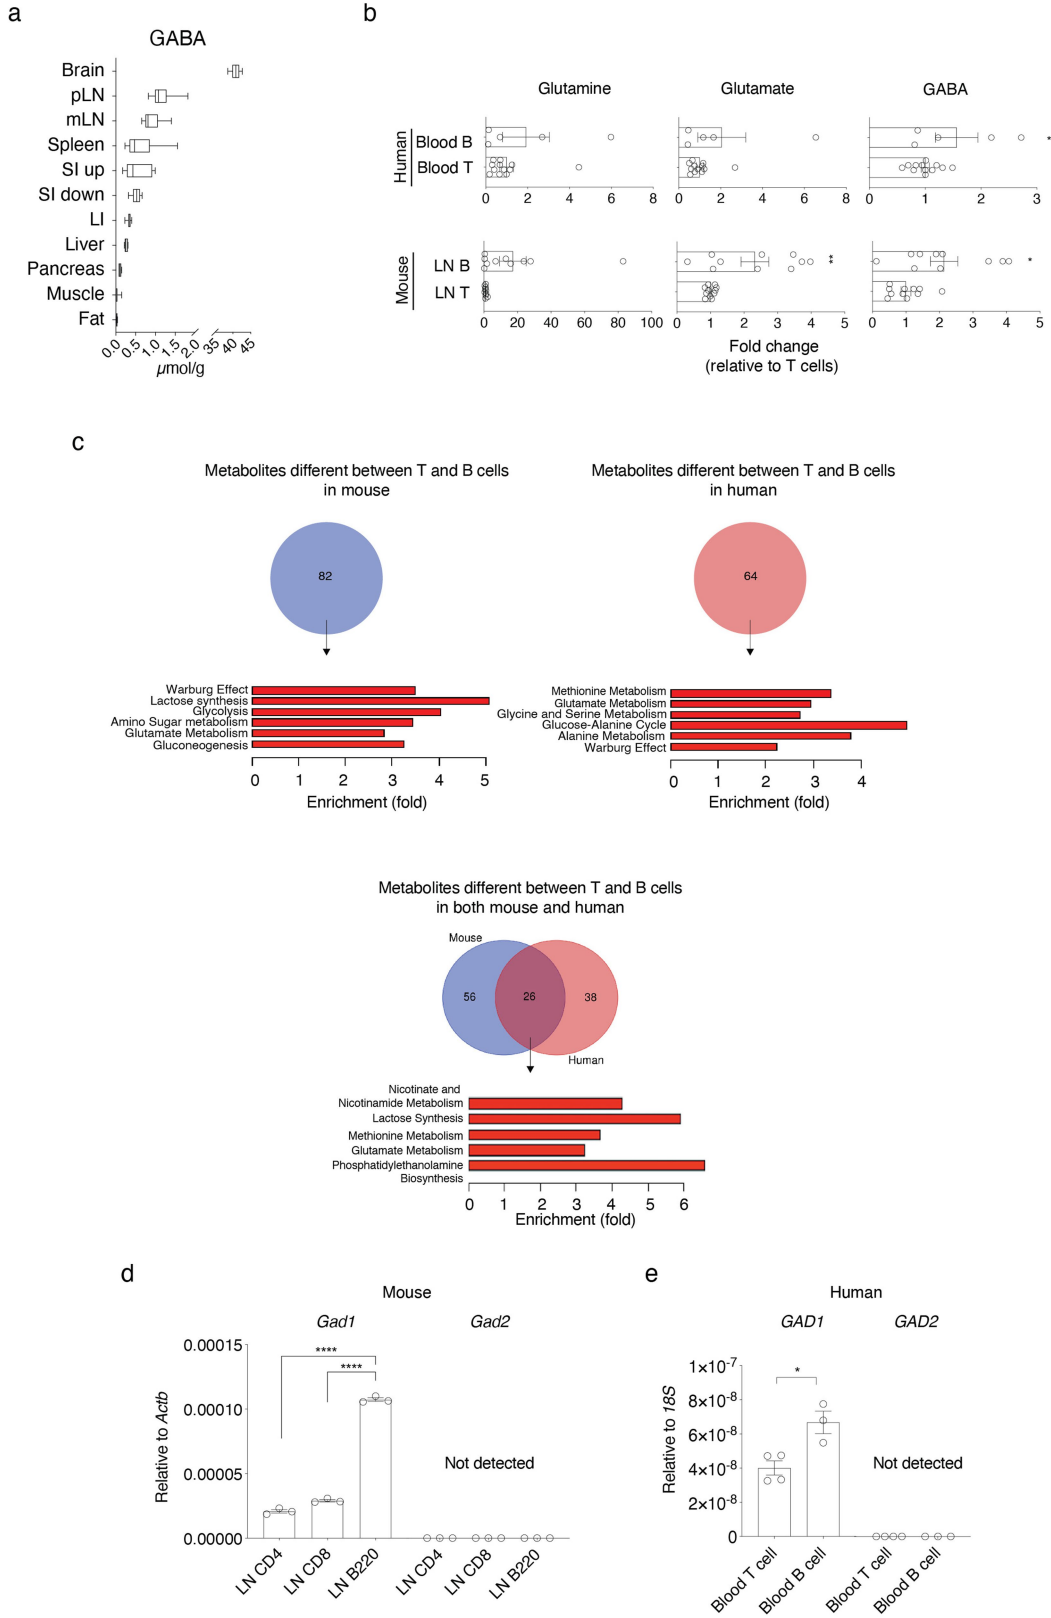 a
GABA
Brain
pLN
mLN
Spleen
SI up
SI down
LI
Liver
Pancreas
Muscle
Fat
0.0 0.5 1.0 1.5 2.0 35 40 45
µmol/g
b
Glutamine Glutamate GABA
Human
Blood B
Blood T
*
0 2 4 6 8
0 2 4 6 8
0 1 2 3
Mouse
LN B
LN T
**
*
0 20 40 60 80 100
0 1 2 3 4 5
0 1 2 3 4 5
Fold change
(relative to T cells)
c
Metabolites different between T and B cells
in mouse
82
Warburg Effect
Lactose synthesis
Glycolysis
Amino Sugar metabolism
Glutamate Metabolism
Gluconeogenesis
0 1 2 3 4 5
Enrichment (fold)
Metabolites different between T and B cells
in human
64
Methionine Metabolism
Glutamate Metabolism
Glycine and Serine Metabolism
Glucose-Alanine Cycle
Alanine Metabolism
Warburg Effect
0 1 2 3 4
Enrichment (fold)
Metabolites different between T and B cells
in both mouse and human
Mouse
56 26 38
Human
Nicotinate and
Nicotinamide Metabolism
Lactose Synthesis
Methionine Metabolism
Glutamate Metabolism
Phosphatidylethanolamine
Biosynthesis
0 1 2 3 4 5 6
Enrichment (fold)
d
Mouse
Gad1 Gad2
Relative to Actb
0.00015
0.00010
0.00005
0.00000
****
****
Not detected
LN CD4
LN CD8
LN B220
LN CD4
LN CD8
LN B220
e
Human
GAD1 GAD2
Relative to 18S
1×10-7
8×10-8
6×10-8
4×10-8
2×10-8
0
*
Not detected
Blood T cell
Blood B cell
Blood T cell
Blood B cell